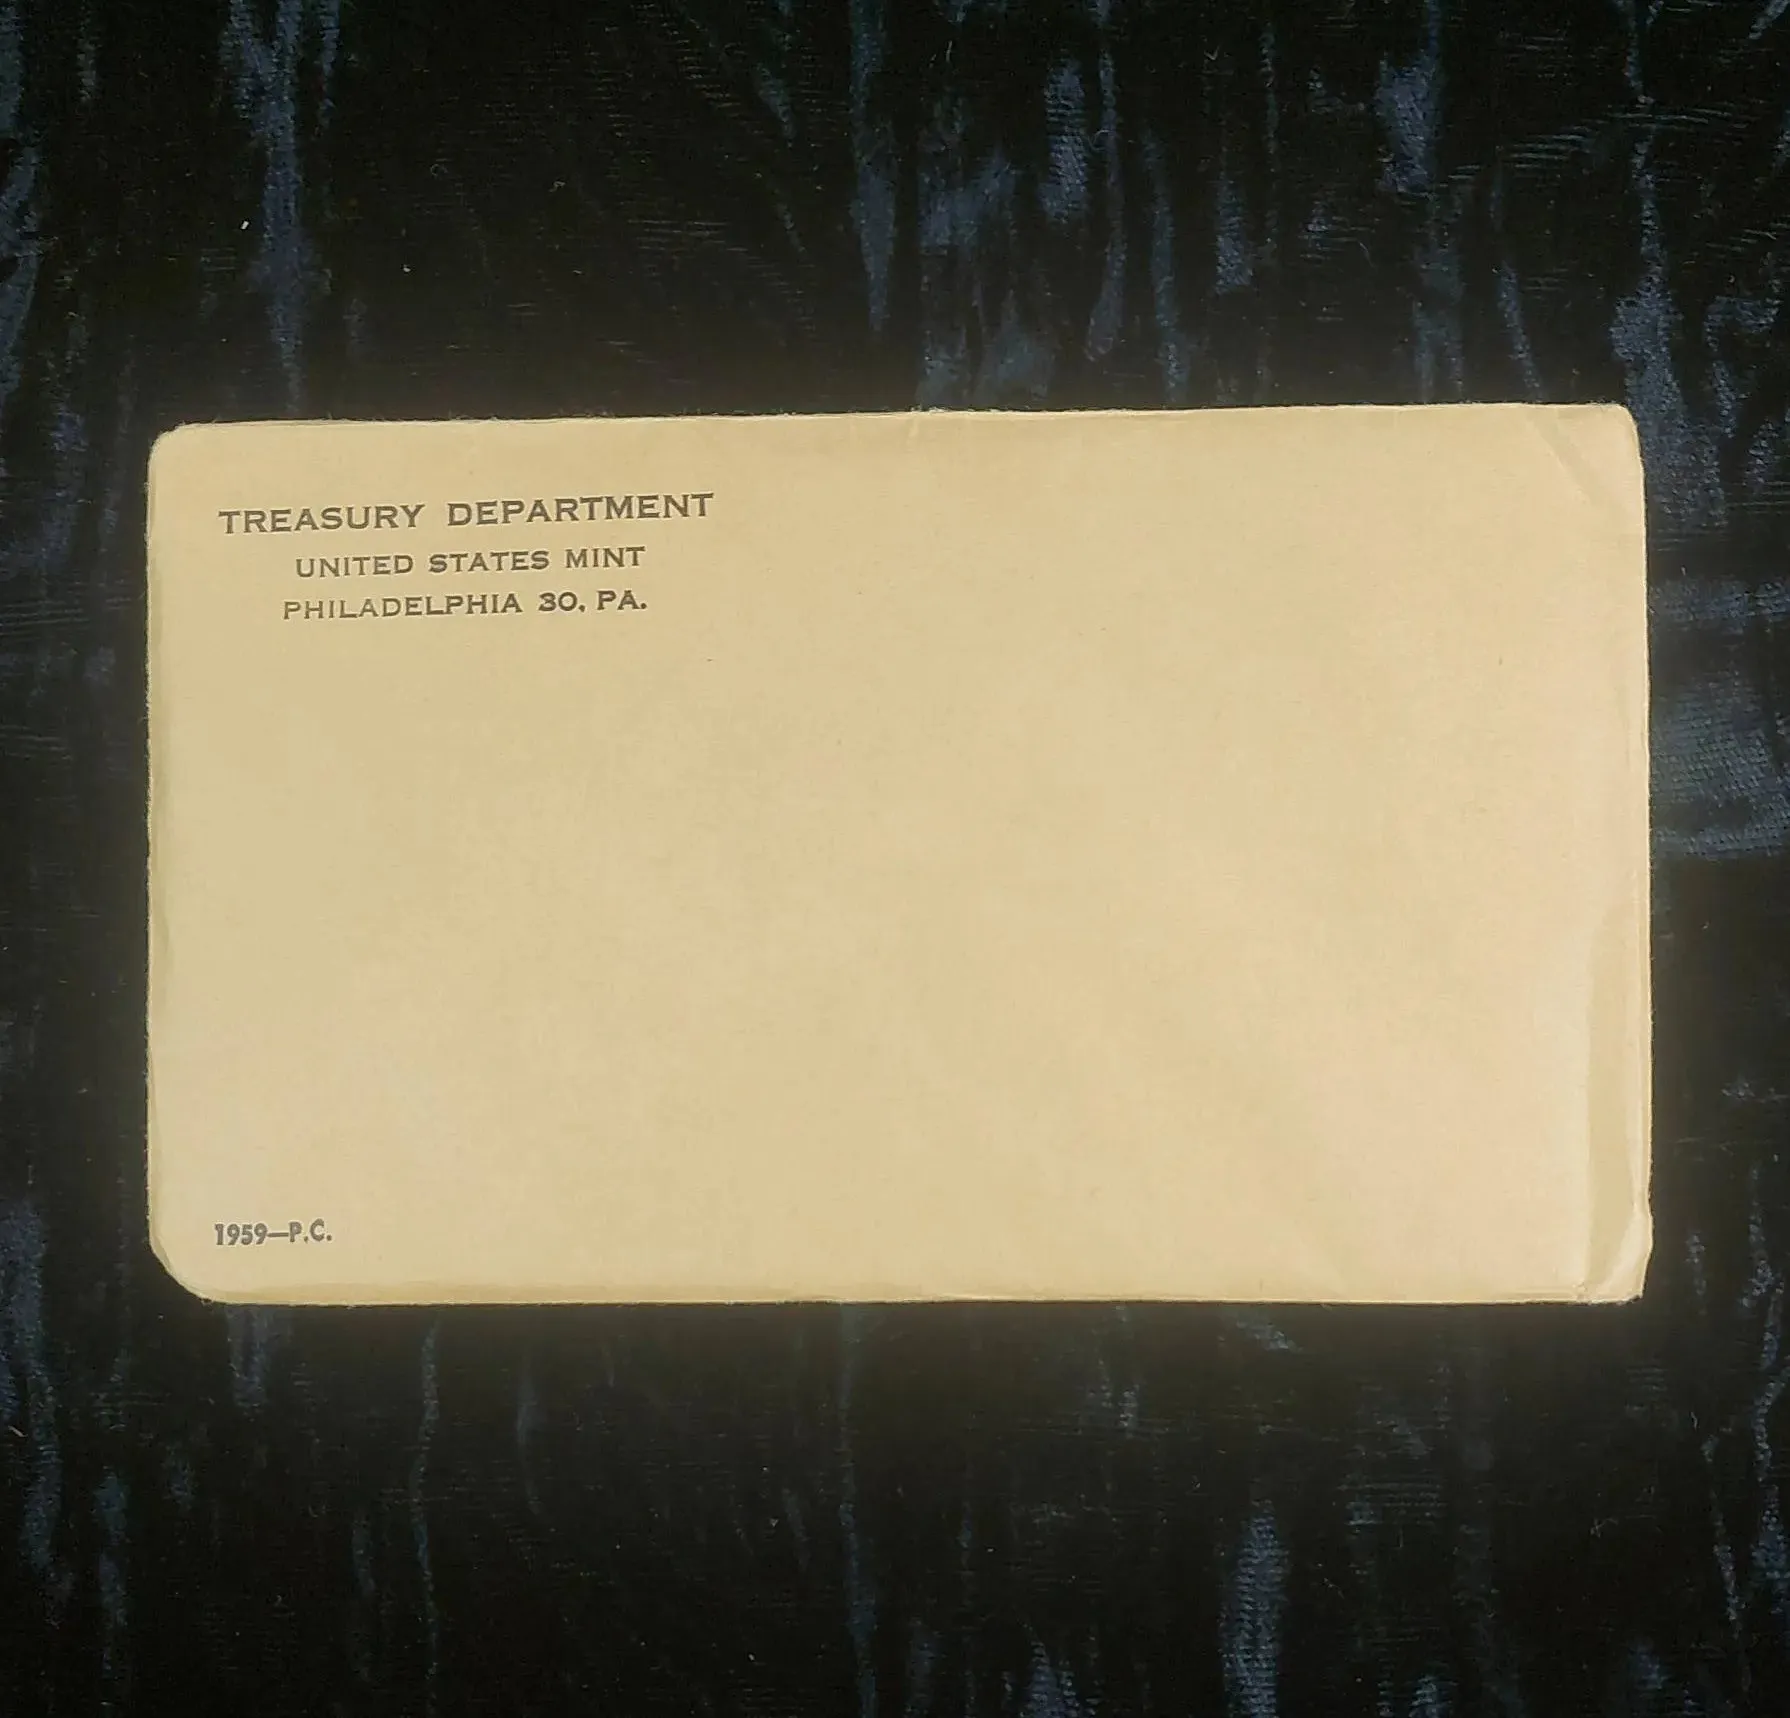 TREASURY DEPARTMENT
UNITED STATES MINT
PHILADELPHIA 30, PA.
1959—P.C.